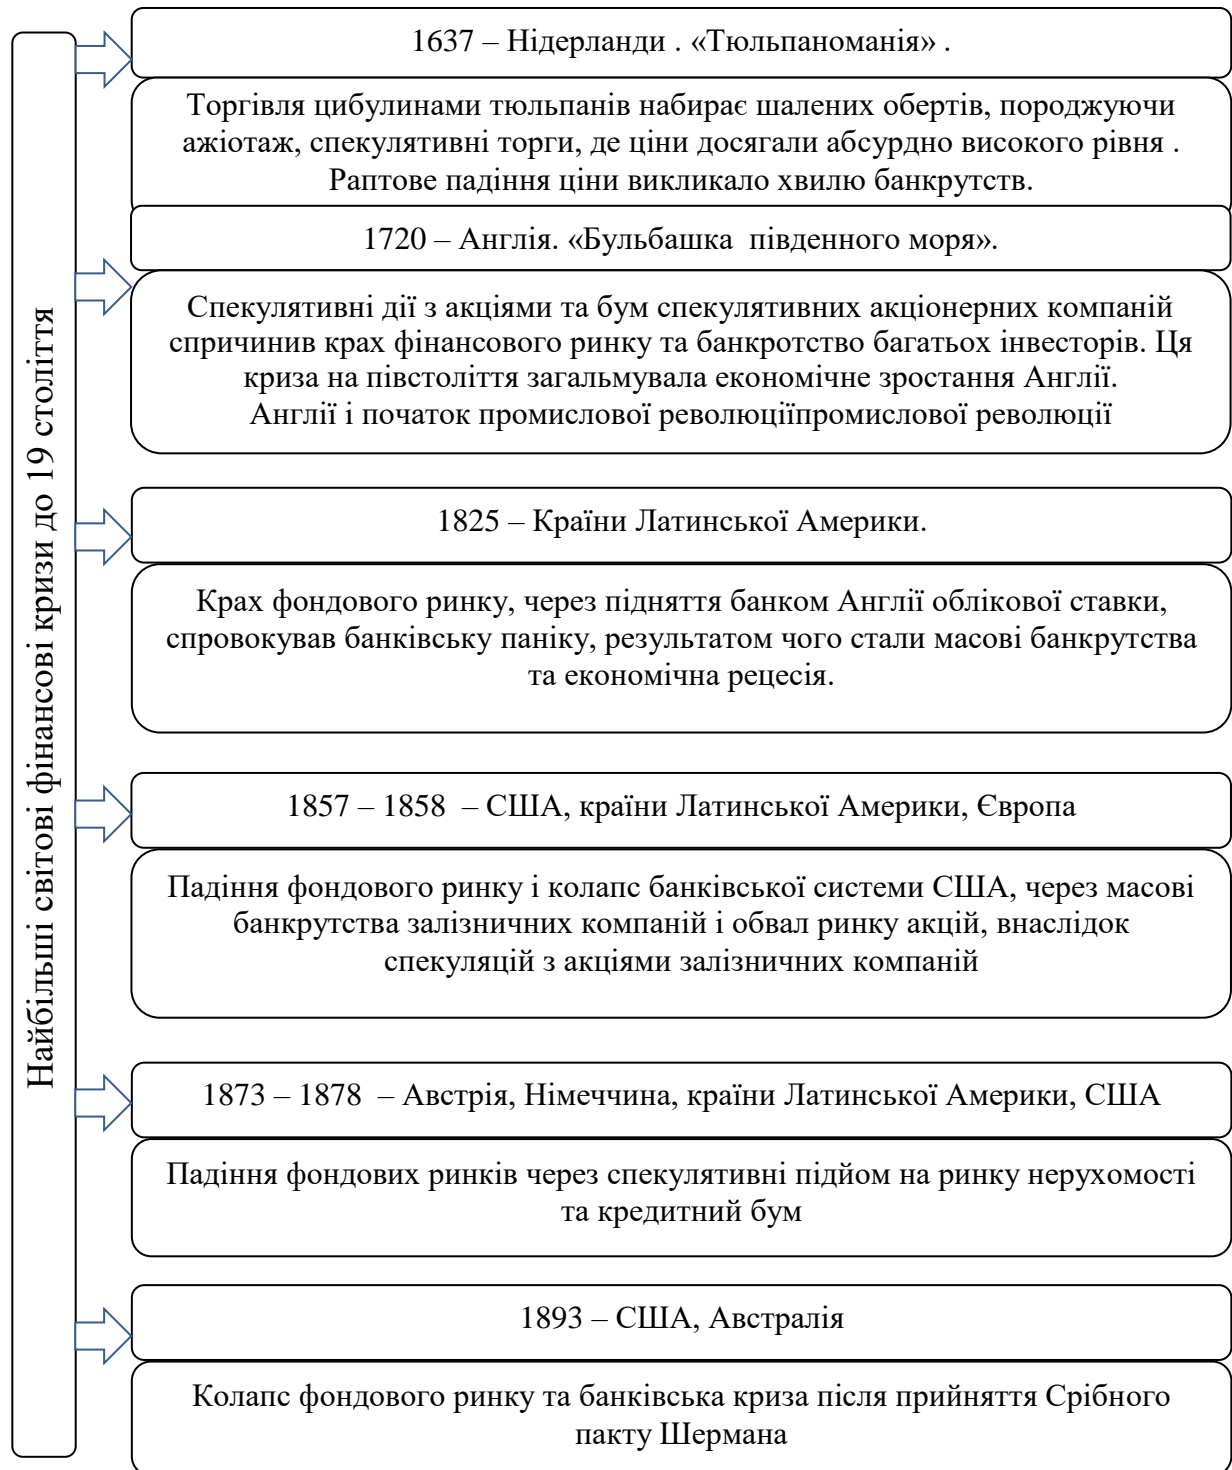 Найбільші світові фінансові кризи до 19 століття
1637 – Нідерланди . «Тюльпаноманія» .
Торгівля цибулинами тюльпанів набирає шалених обертів, породжуючи
ажіотаж, спекулятивні торги, де ціни досягали абсурдно високого рівня .
Раптове падіння ціни викликало хвилю банкрутств.
1720 – Англія. «Бульбашка південного моря».
Спекулятивні дії з акціями та бум спекулятивних акціонерних компаній
спричинив крах фінансового ринку та банкротство багатьох інвесторів. Ця
криза на півстоліття загальмувала економічне зростання Англії.
Англії і початок промислової революціїпромислової революції
1825 – Країни Латинської Америки.
Крах фондового ринку, через підняття банком Англії облікової ставки,
спровокував банківську паніку, результатом чого стали масові банкрутства
та економічна рецесія.
1857 – 1858 – США, країни Латинської Америки, Європа
Падіння фондового ринку і колапс банківської системи США, через масові
банкрутства залізничних компаній і обвал ринку акцій, внаслідок
спекуляцій з акціями залізничних компаній
1873 – 1878 – Австрія, Німеччина, країни Латинської Америки, США
Падіння фондових ринків через спекулятивні підйом на ринку нерухомості
та кредитний бум
1893 – США, Австралія
Колапс фондового ринку та банківська криза після прийняття Срібного
пакту Шермана